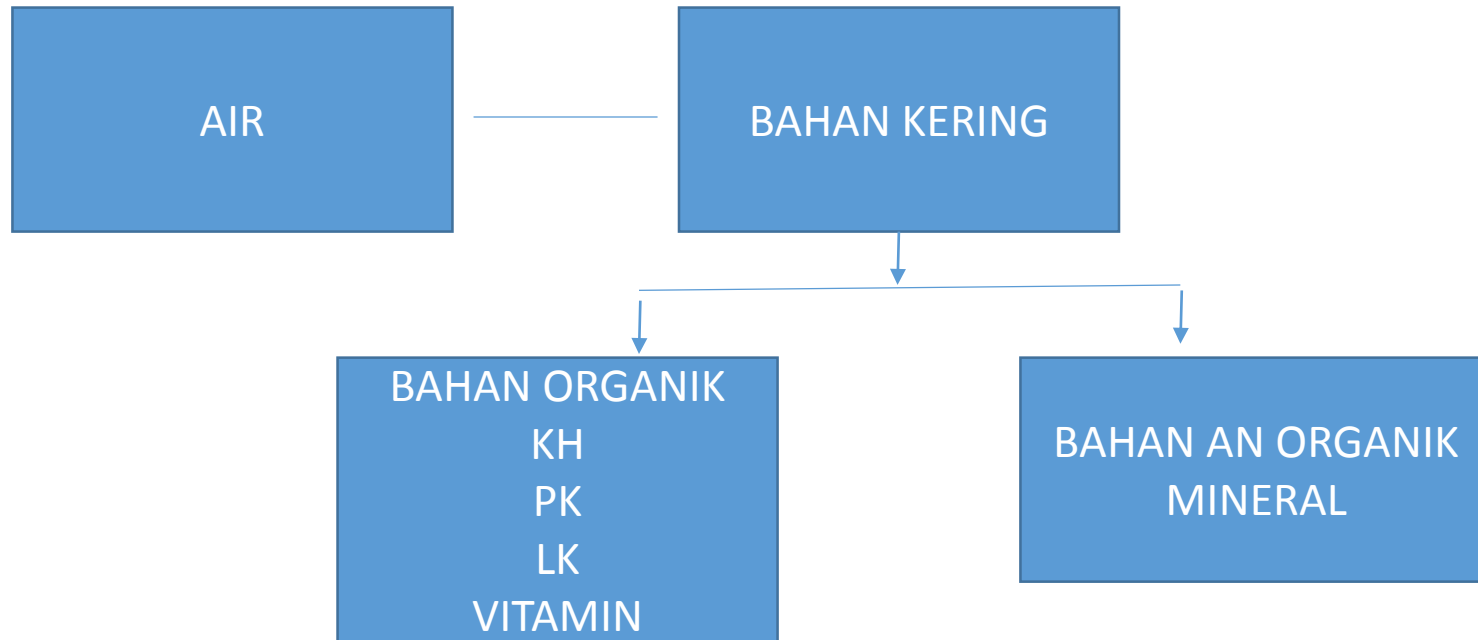 AIR
BAHAN KERING
BAHAN ORGANIK
KH
PK
LK
VITAMIN
BAHAN AN ORGANIK
MINERAL